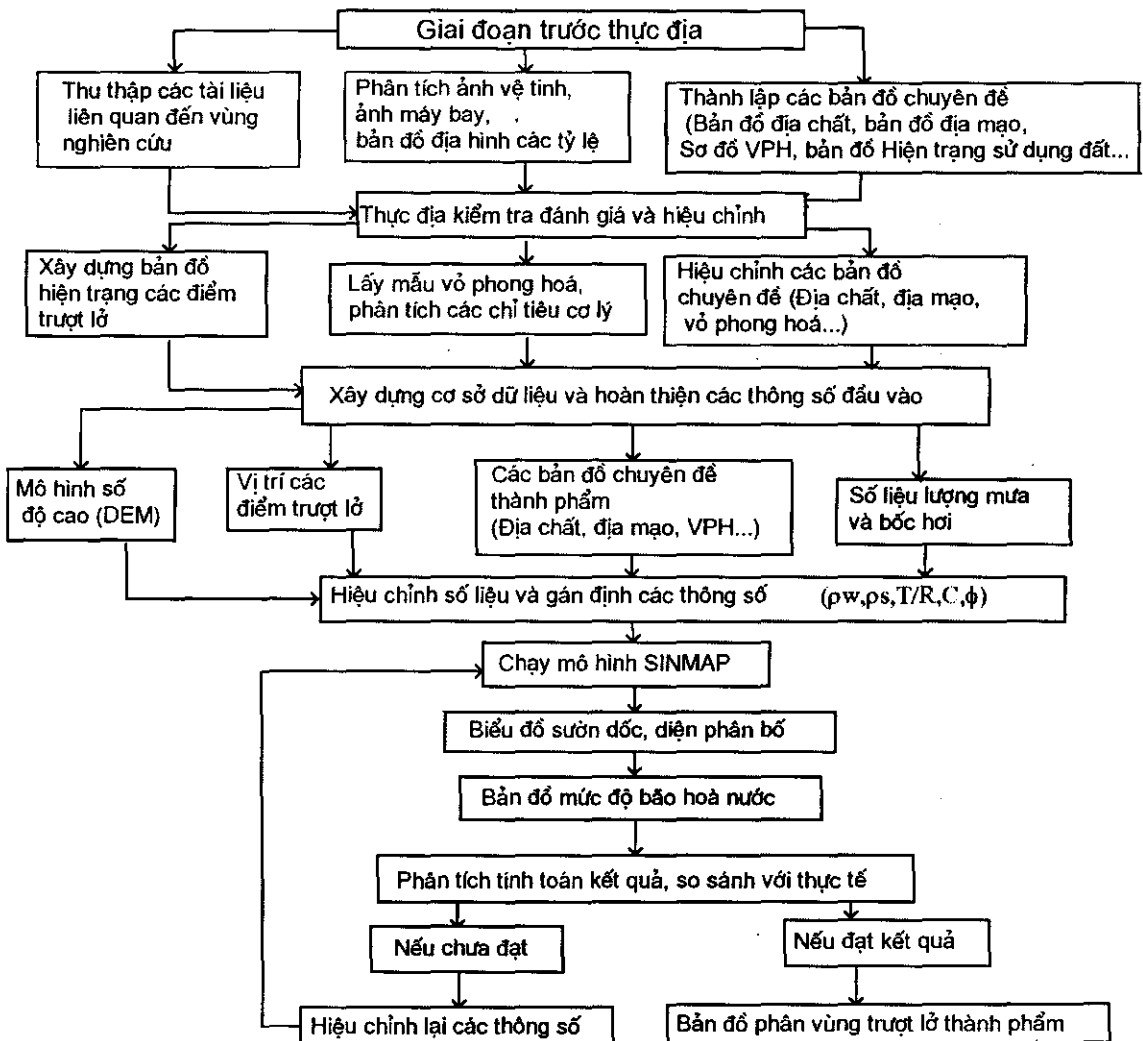 Giai đoạn trước thực địa
Thu thập các tài liệu
liên quan đến vùng
nghiên cứu
Phân tích ảnh vệ tinh,
ảnh máy bay,
bản đồ địa hình các tỷ lệ
Thành lập các bản đồ chuyên đề
(Bản đồ địa chất, bản đồ địa mạo,
Sơ đồ VPH, bản đồ Hiện trạng sử dụng đất...
Thực địa kiểm tra đánh giá và hiệu chỉnh
Xây dựng bản đồ
hiện trạng các điểm
trượt lở
Lấy mẫu vỏ phong hoá,
phân tích các chỉ tiêu cơ lý
Hiệu chỉnh các bản đồ
chuyên đề (Địa chất, địa mạo,
vỏ phong hoá...)
Xây dựng cơ sở dữ liệu và hoàn thiện các thông số đầu vào
Mô hình số
độ cao (DEM)
Vị trí các
điểm trượt lở
Các bản đồ chuyên đề
thành phẩm
(Địa chất, địa mạo, VPH...)
Số liệu lượng mưa
và bốc hơi
Hiệu chỉnh số liệu và gán định các thông số (ρw,ρs,T/R,C,ϕ)
Chạy mô hình SINMAP
Biểu đồ sườn dốc, diện phân bố
Bản đồ mức độ bão hoà nước
Phân tích tính toán kết quả, so sánh với thực tế
Nếu chưa đạt
Nếu đạt kết quả
Hiệu chỉnh lại các thông số
Bản đồ phân vùng trượt lở thành phẩm